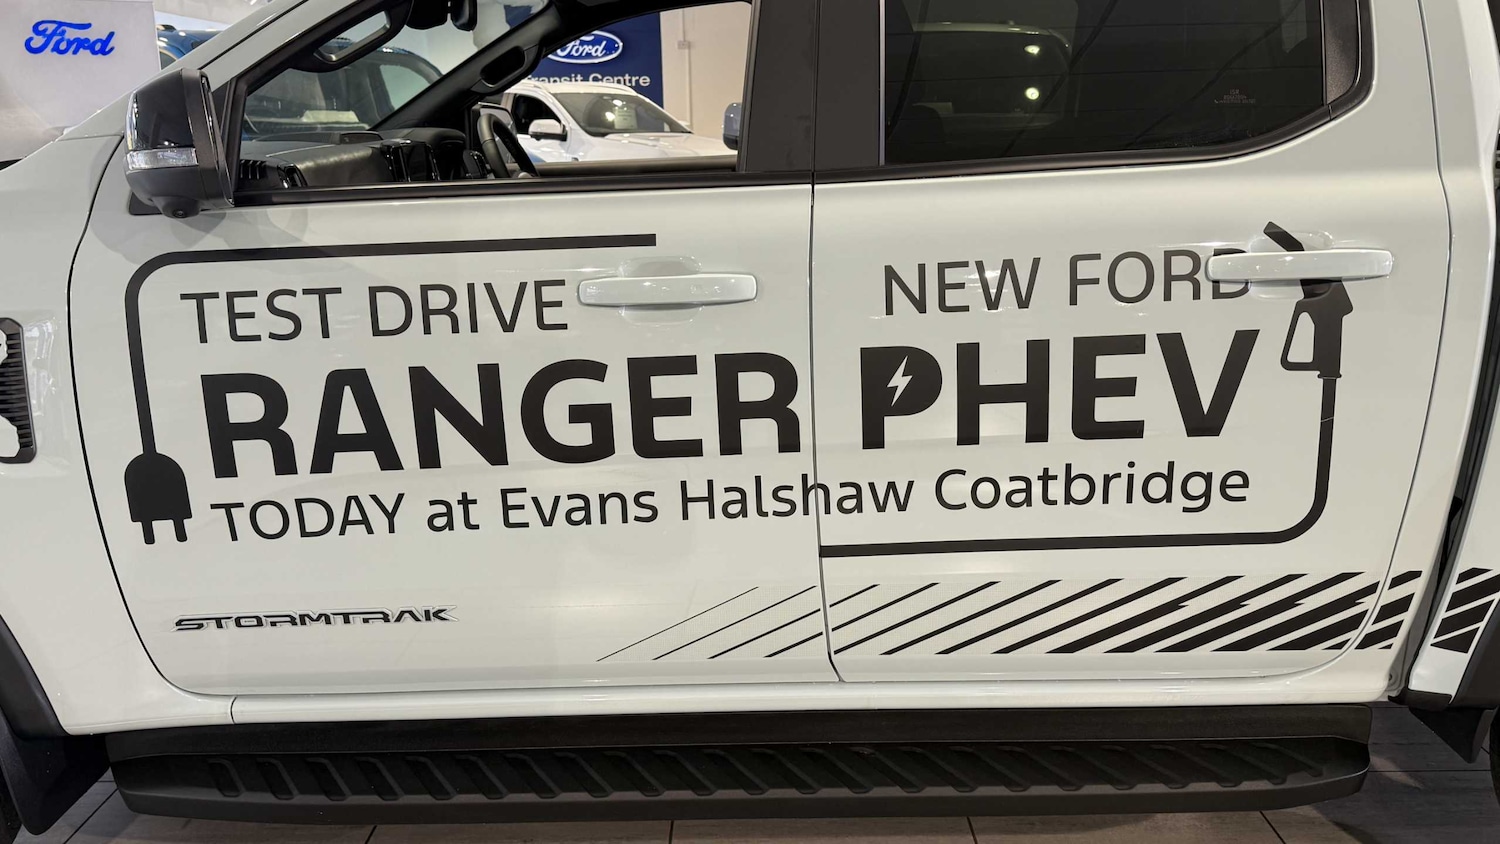 Ford
Ford
Transit Centre
TEST DRIVE
NEW FORD
RANGER PHEV
TODAY at Evans Halshaw Coatbridge
STORMTRAK